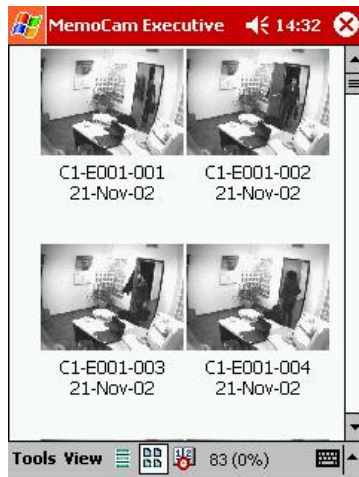 MemoCam Executive 14:32
C1-E001-001 C1-E001-002
21-Nov-02 21-Nov-02
C1-E001-003 C1-E001-004
21-Nov-02 21-Nov-02
Tools View 83 (0%)